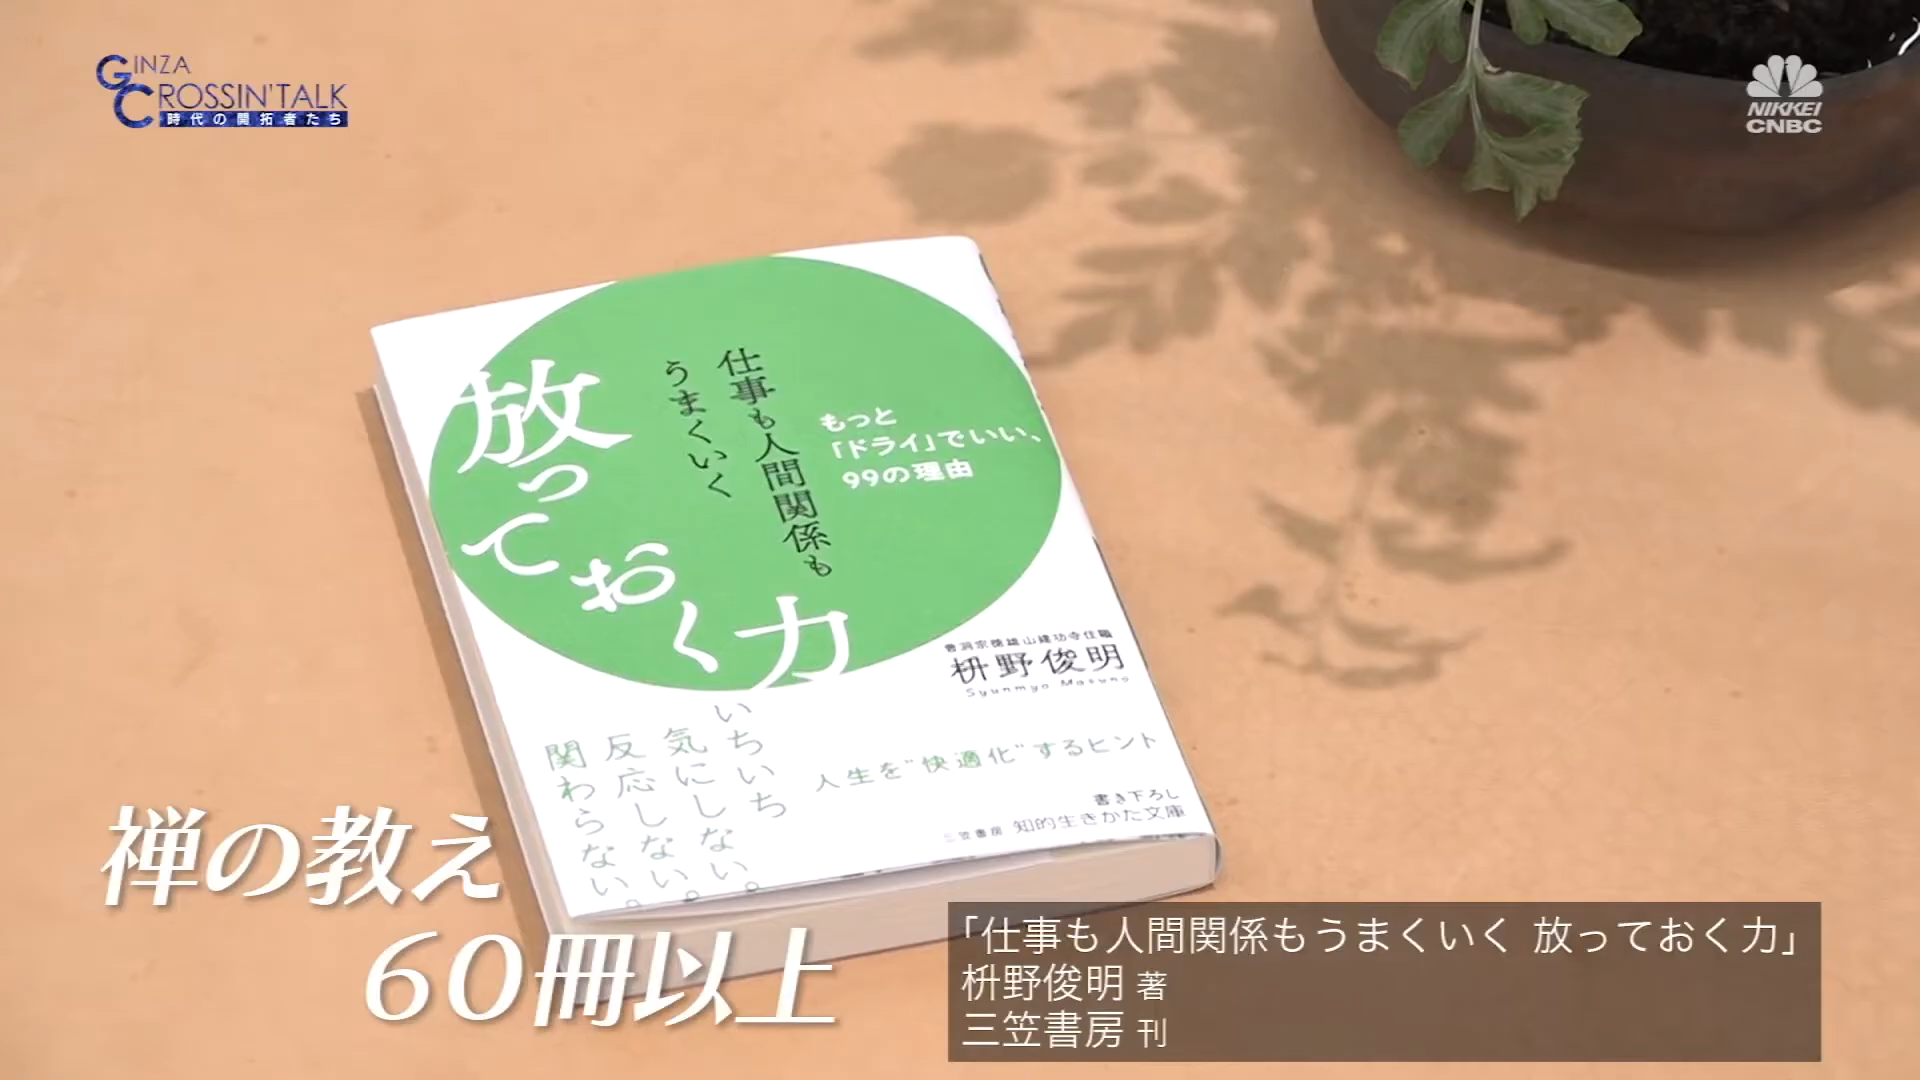 GINZA
CROSSIN'TALK
時代の開拓者たち
NIKKEI
CNBC
もっと
「ドライ」でいい、
99の理由
仕事も人間関係も
うまくいく
放っておく力
曹洞宗徳雄山建功寺住職
枡野俊明
Syunmyo Masuno
いちいち
気にしない。
反応しない。
関わらない。
人生を“快適化”するヒント
書き下ろし
三笠書房 知的生きかた文庫
禅の教え
60冊以上
「仕事も人間関係もうまくいく 放っておく力」
枡野俊明 著
三笠書房 刊